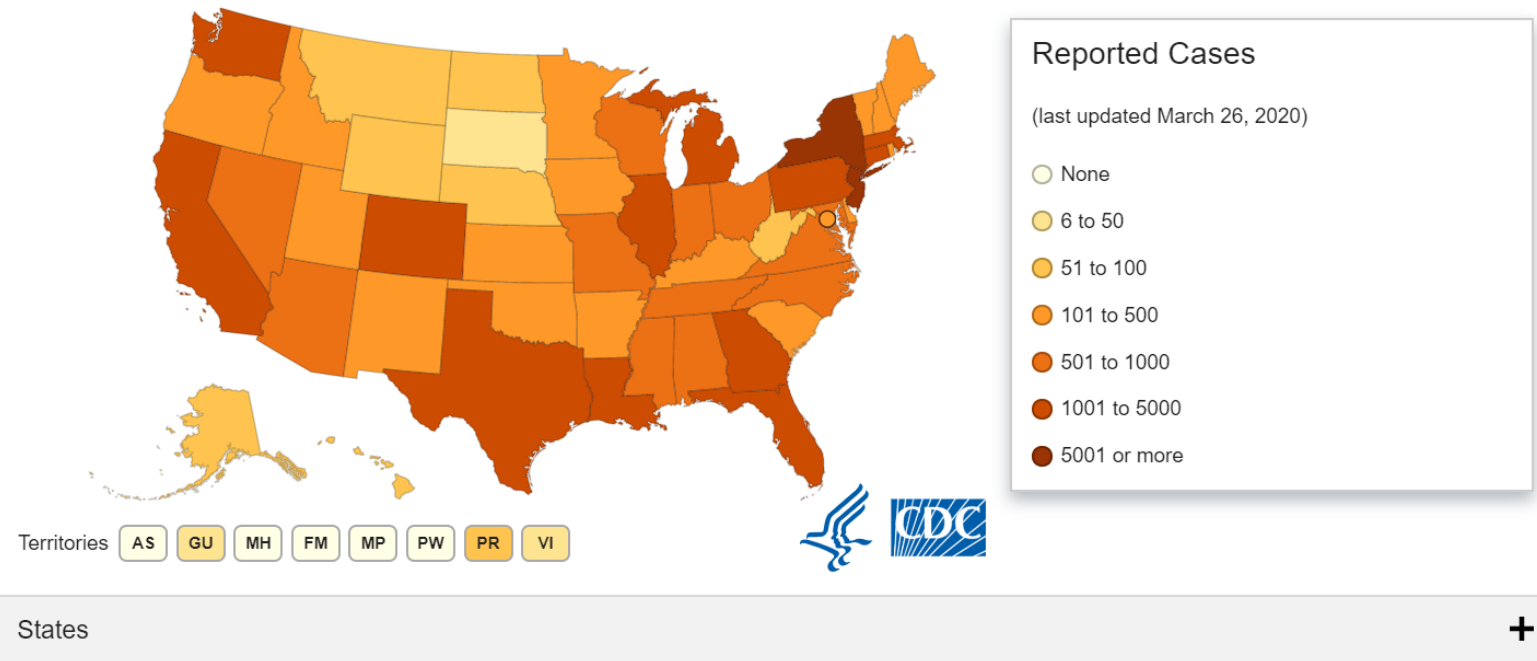 Reported Cases
(last updated March 26, 2020)
None
6 to 50
51 to 100
101 to 500
501 to 1000
1001 to 5000
5001 or more
CDC
Territories AS GU MH FM MP PW PR VI
States +